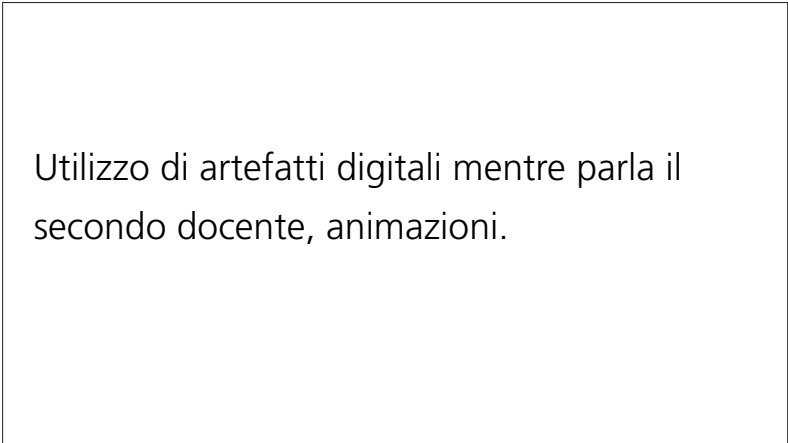 Utilizzo di artefatti digitali mentre parla il
secondo docente, animazioni.